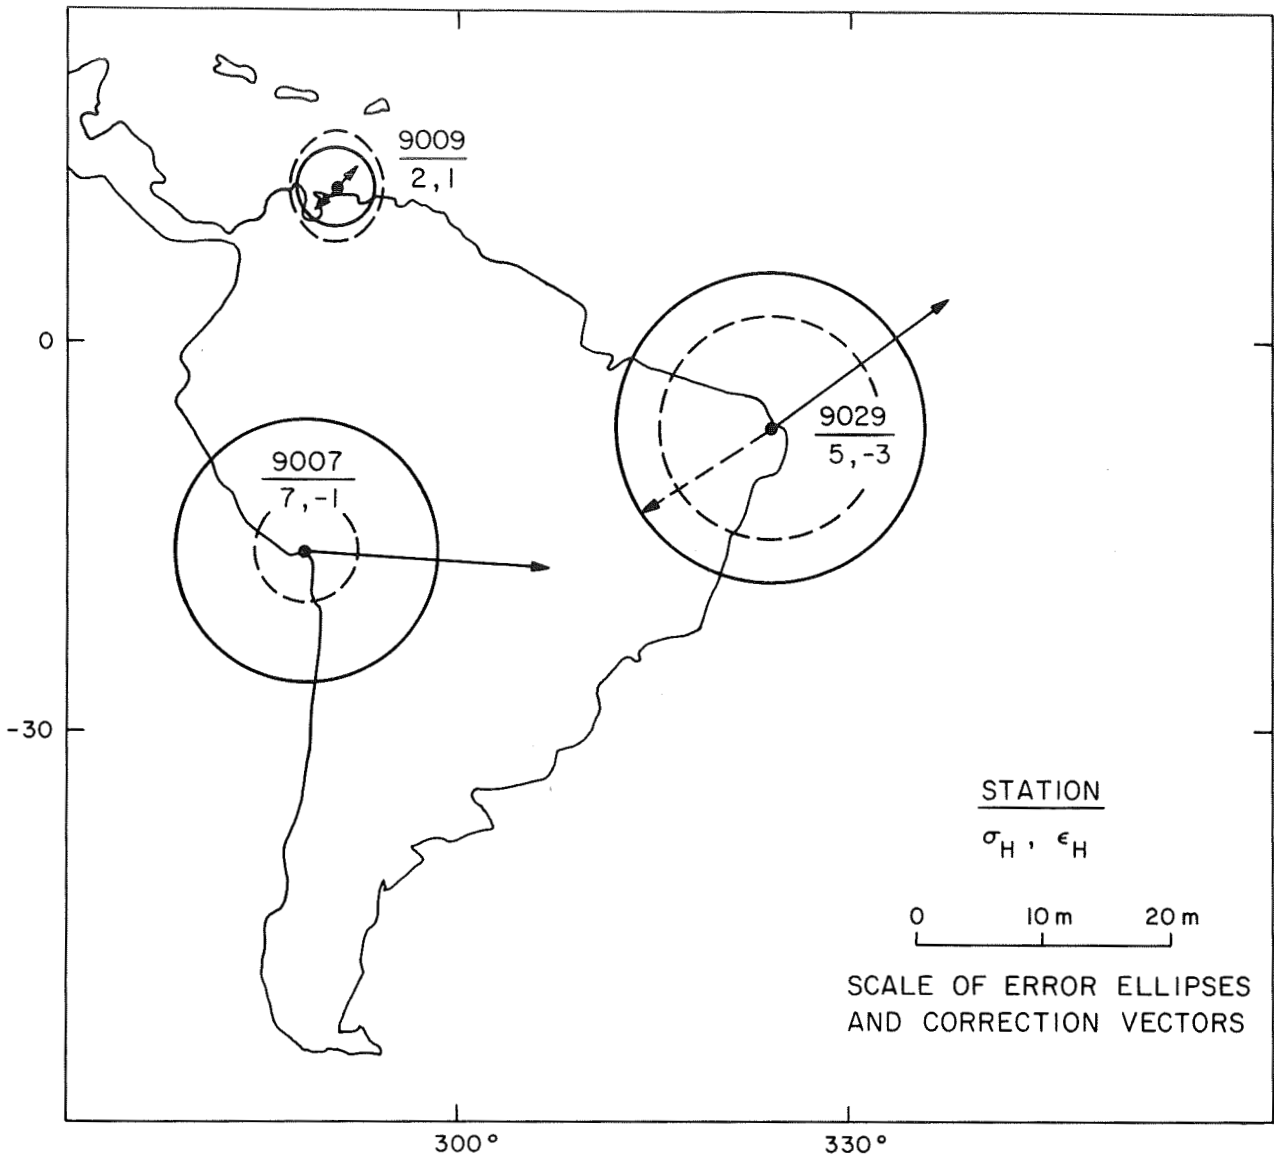 9009
2, 1
0
9029
5, -3
9007
7, -1
-30
STATION
σH , ϵH
0 10 m 20 m
SCALE OF ERROR ELLIPSES
AND CORRECTION VECTORS
300° 330°